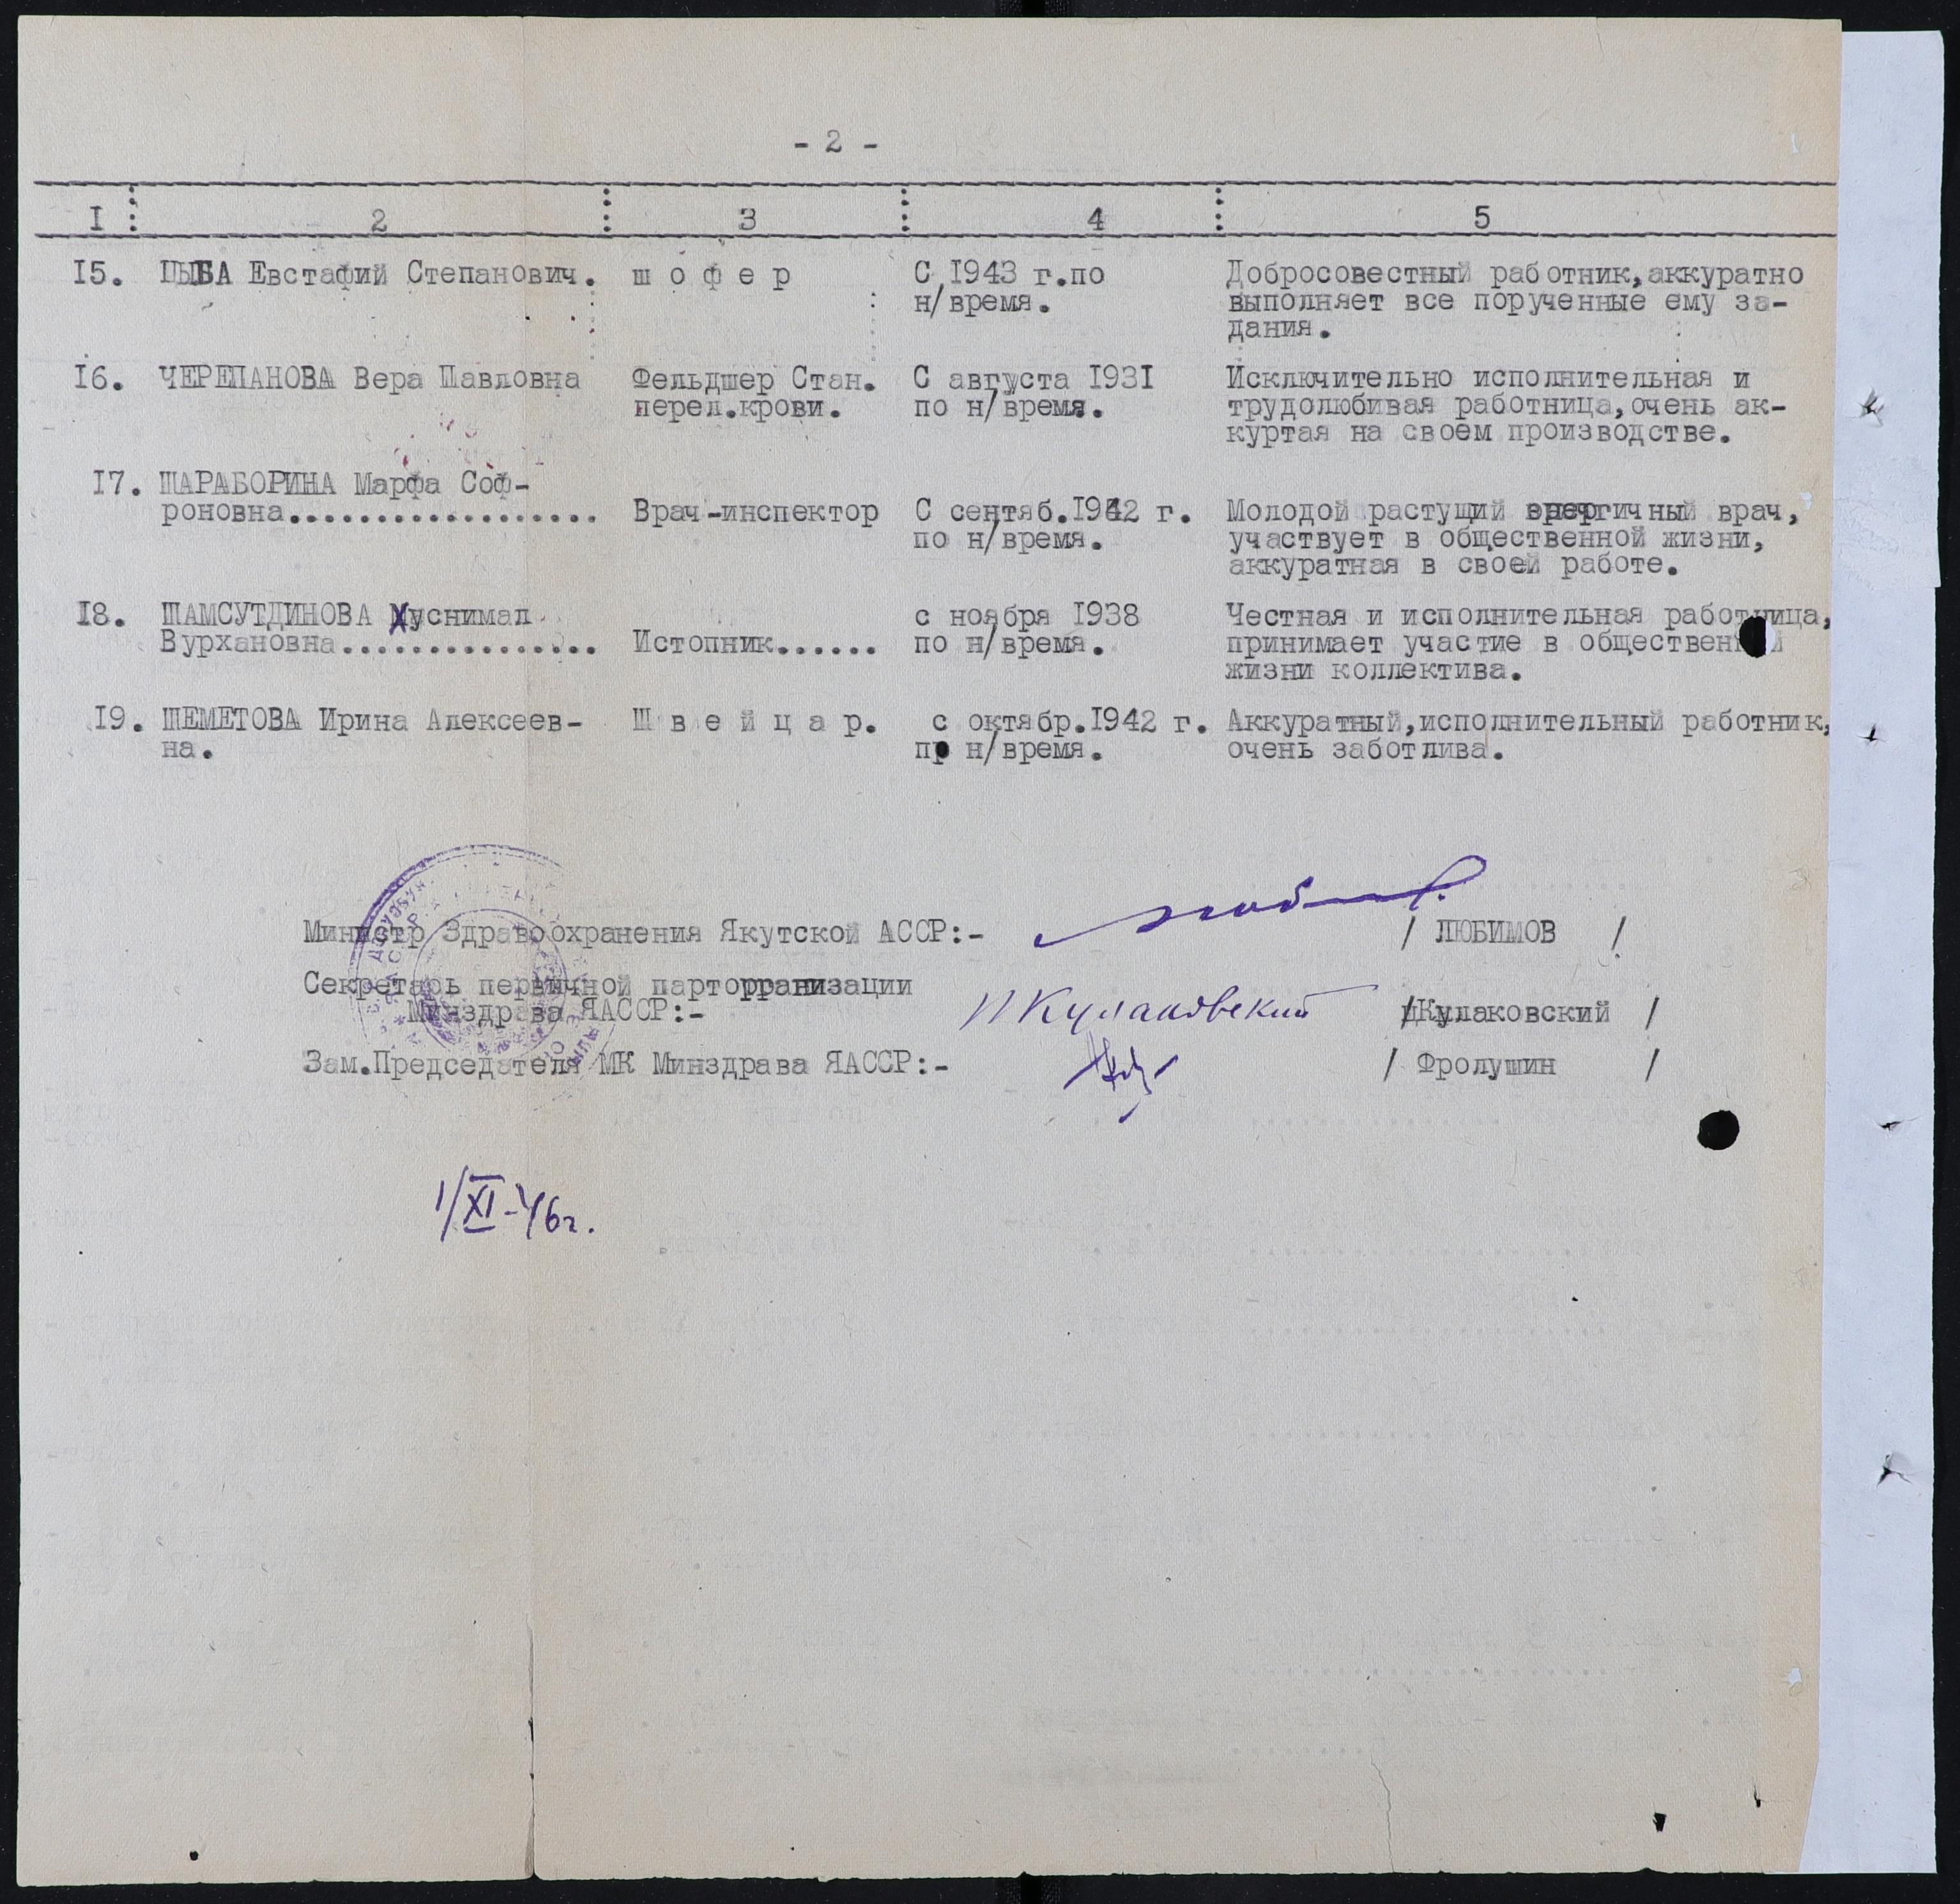 - 2 -
I : 2 : 3 : 4 : 5
I5. ЦЫБА Евстафий Степанович. ш о ф е р С I943 г.по Добросовестный работник,аккуратно
н/время. выполняет все порученные ему за-
дания.
I6. ЧЕРЕПАНОВА Вера Павловна Фельдшер Стан. С августа I93I Исключительно исполнительная и
перел.крови. по н/время. трудолюбивая работница,очень ак-
куртая на своем производстве.
I7. ШАРАБОРИНА Марфа Соф-
роновна.................. Врач-инспектор С сентяб.I942 г. Молодой растущий энергичный врач,
по н/время. участвует в общественной жизни,
аккуратная в своей работе.
I8. ШАМСУТДИНОВА Хуснимал с ноября I938 Честная и исполнительная работница,
Вурхановна............... Истопник...... по н/время. принимает участие в общественной
жизни коллектива.
I9. ШЕМЕТОВА Ирина Алексеев- Ш в е й ц а р. с октябр.I942 г. Аккуратный,исполнительный работник,
на. по н/время. очень заботлива.
Министр Здравоохранения Якутской АССР:- / ЛЮБИМОВ /
Секретарь первичной парторганизации
Минздрава ЯАССР:- И Кулаковский /Кулаковский /
Зам.Председателя МК Минздрава ЯАССР:- / Фролушин /
1/XI-46г.